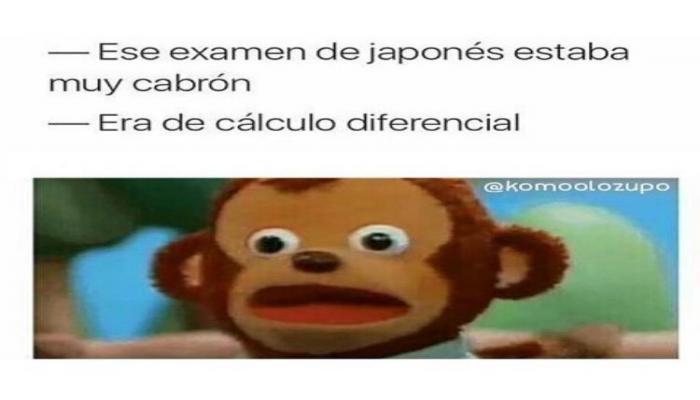 — Ese examen de japonés estaba
muy cabrón
— Era de cálculo diferencial
@komoolozupo